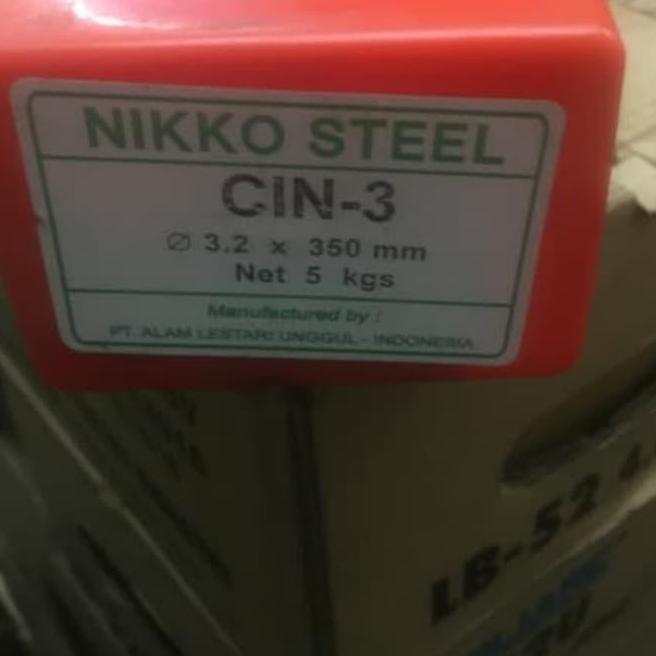 NIKKO STEEL
CIN-3
∅ 3.2 x 350 mm
Net 5 kgs
Manufactured by :
PT. ALAM LESTARI UNGGUL - INDONESIA
LB-52